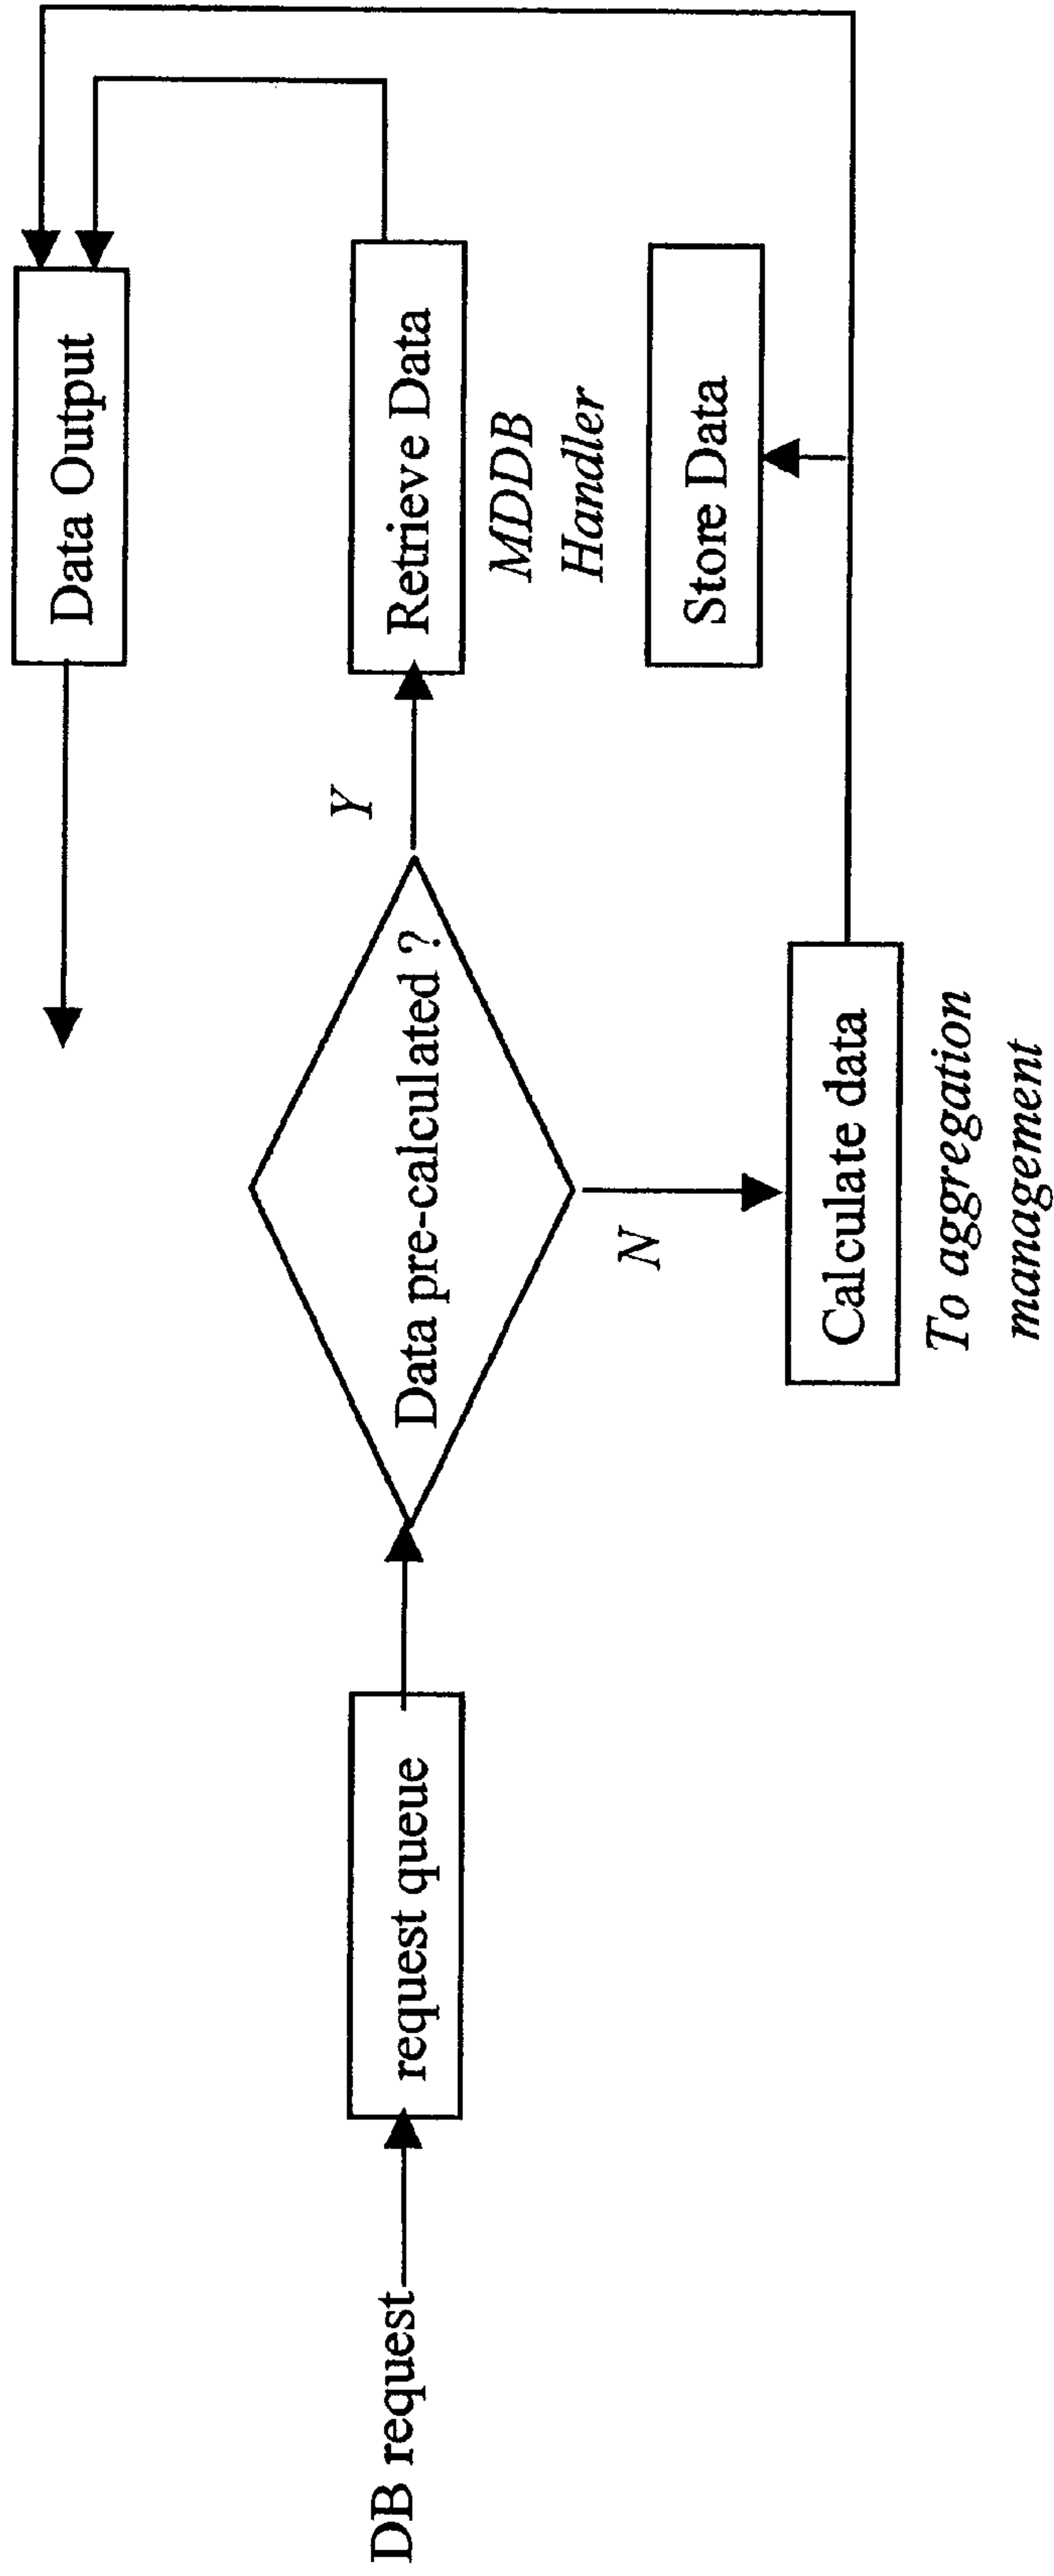 Data Output
DB request
request queue
Data pre-calculated ?
Y
Retrieve Data
MDDB
Handler
N
Store Data
Calculate data
To aggregation
management